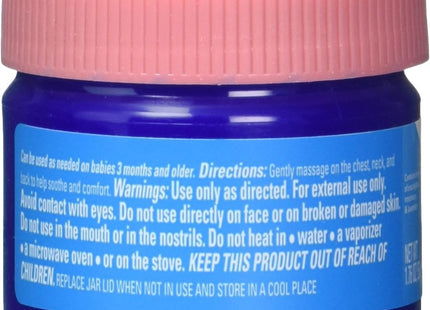 Can be used as needed on babies 3 months and older. Directions: Gently massage on the chest, neck, and
back to help soothe and comfort. Warnings: Use only as directed. For external use only.
Avoid contact with eyes. Do not use directly on face or on broken or damaged skin.
Do not use in the mouth or in the nostrils. Do not heat in • water • a vaporizer
• a microwave oven • or on the stove. KEEP THIS PRODUCT OUT OF REACH OF
CHILDREN. REPLACE JAR LID WHEN NOT IN USE AND STORE IN A COOL PLACE
NET
1.76